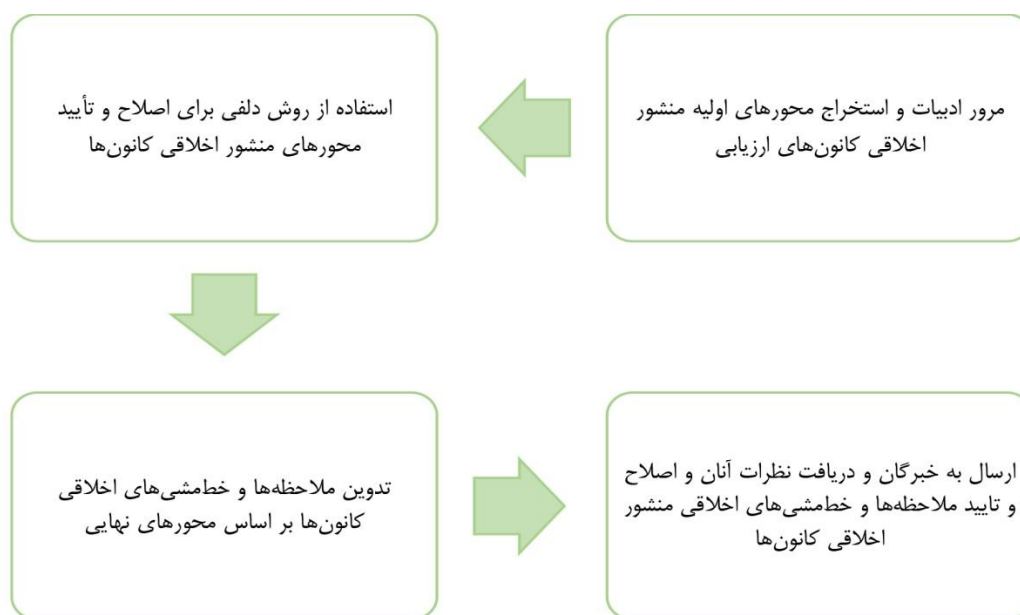 مرور ادبیات و استخراج محورهای اولیه منشور
اخلاقی کانون‌های ارزیابی
استفاده از روش دلفی برای اصلاح و تأیید
محورهای منشور اخلاقی کانون‌ها
تدوین ملاحظه‌ها و خط‌مشی‌های اخلاقی
کانون‌ها بر اساس محورهای نهایی
ارسال به خبرگان و دریافت نظرات آنان و اصلاح
و تایید ملاحظه‌ها و خط‌مشی‌های اخلاقی منشور
اخلاقی کانون‌ها